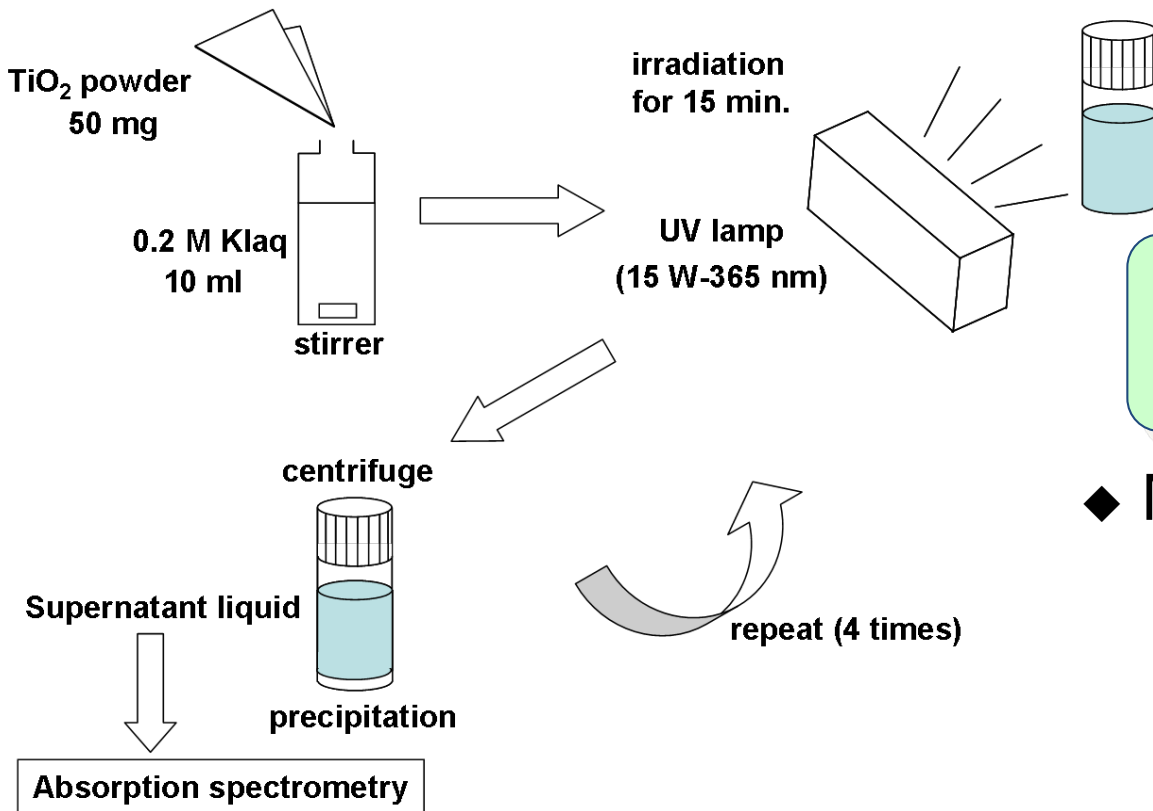 TiO₂ powder
50 mg
0.2 M KIaq
10 ml
stirrer
irradiation
for 15 min.
UV lamp
(15 W-365 nm)
centrifuge
Supernatant liquid
precipitation
repeat (4 times)
Absorption spectrometry